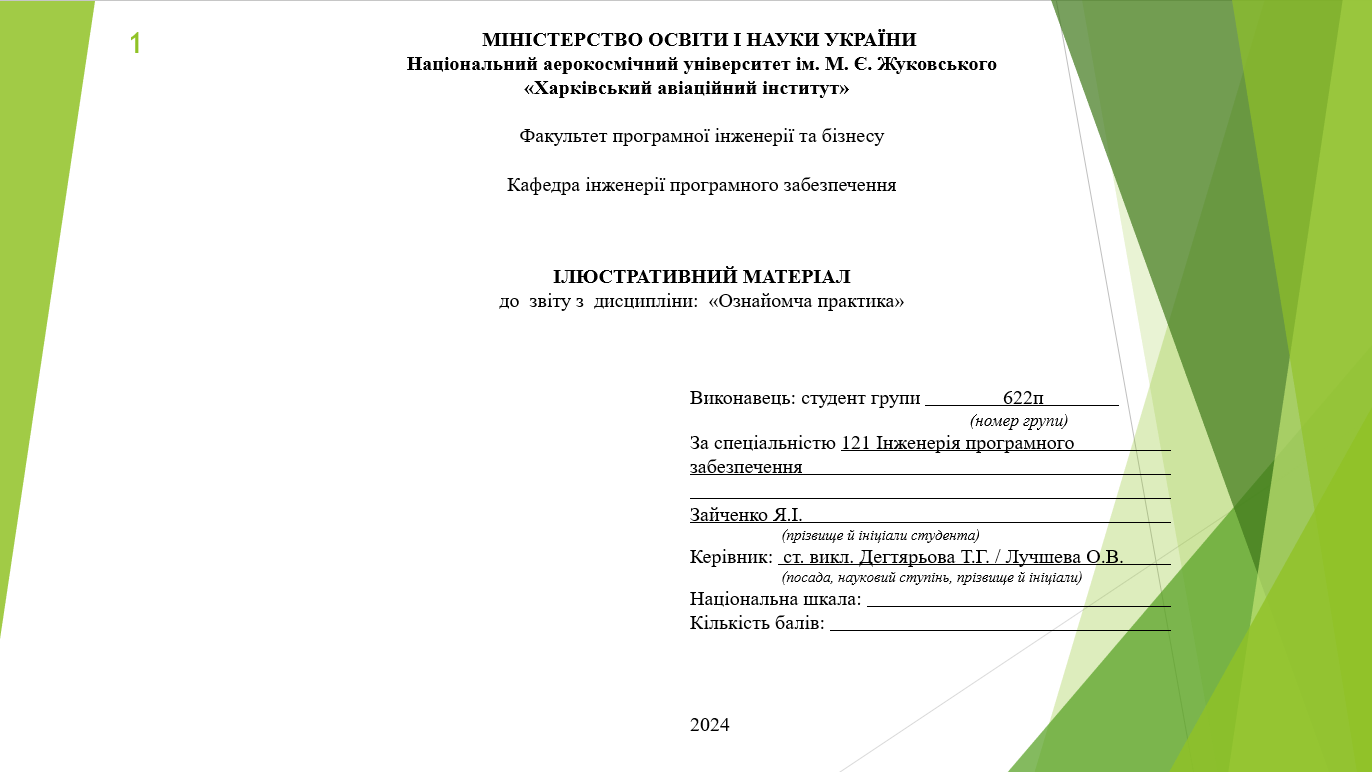 1
МІНІСТЕРСТВО ОСВІТИ І НАУКИ УКРАЇНИ
Національний аерокосмічний університет ім. М. Є. Жуковського
«Харківський авіаційний інститут»
Факультет програмної інженерії та бізнесу
Кафедра інженерії програмного забезпечення
ІЛЮСТРАТИВНИЙ МАТЕРІАЛ
до звіту з дисципліни: «Ознайомча практика»
Виконавець: студент групи 622п
(номер групи)
За спеціальністю 121 Інженерія програмного
забезпечення
Зайченко Я.І.
(прізвище й ініціали студента)
Керівник: ст. викл. Дегтярьова Т.Г. / Лучшева О.В.
(посада, науковий ступінь, прізвище й ініціали)
Національна шкала:
Кількість балів:
2024